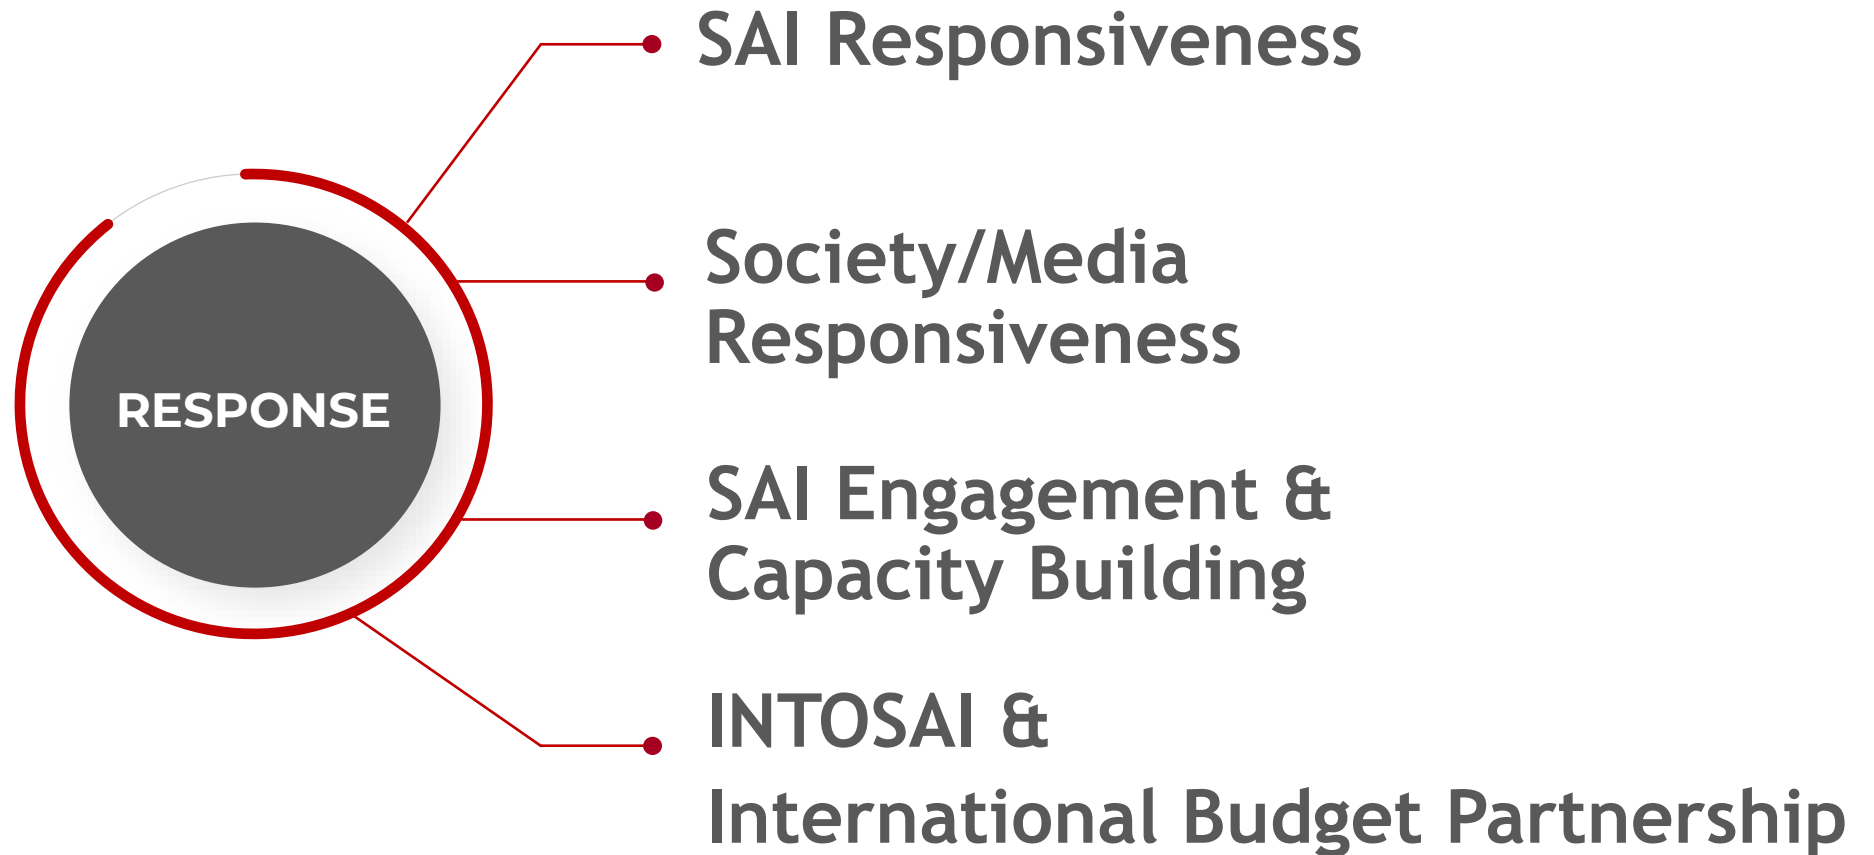 SAI Responsiveness
Society/Media
Responsiveness
RESPONSE
SAI Engagement &
Capacity Building
INTOSAI &
International Budget Partnership